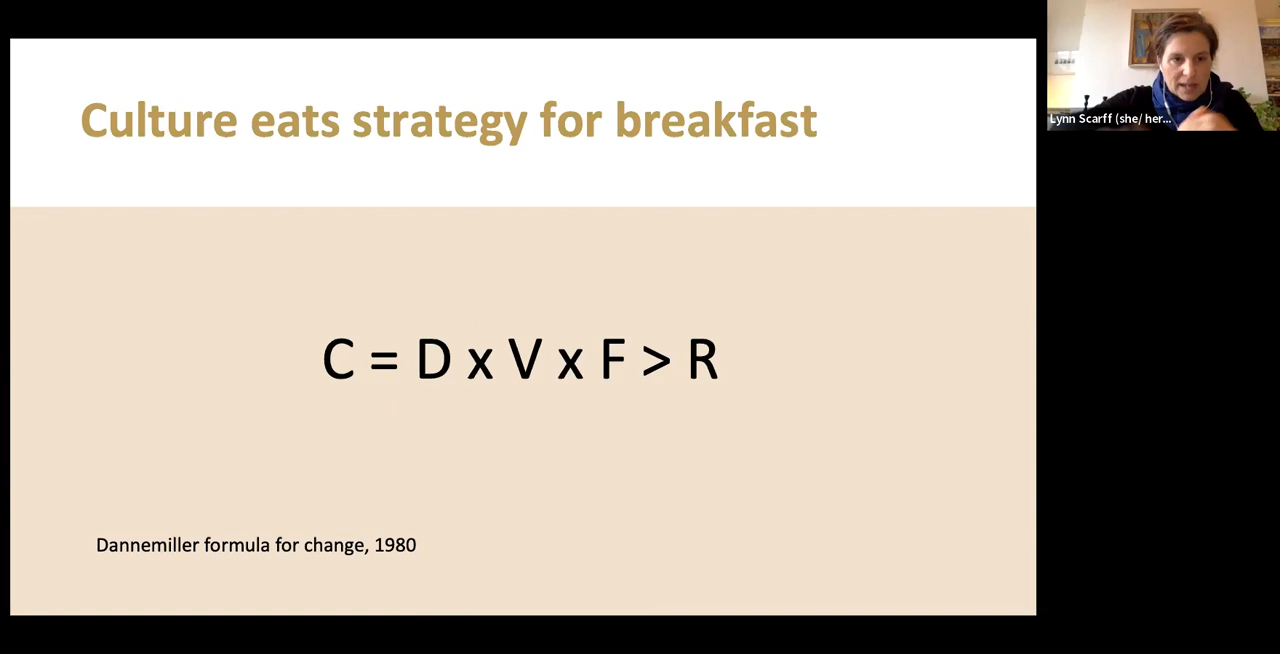 Culture eats strategy for breakfast
Lynn Scarff (she/ her...
C = D x V x F > R
Dannemiller formula for change, 1980